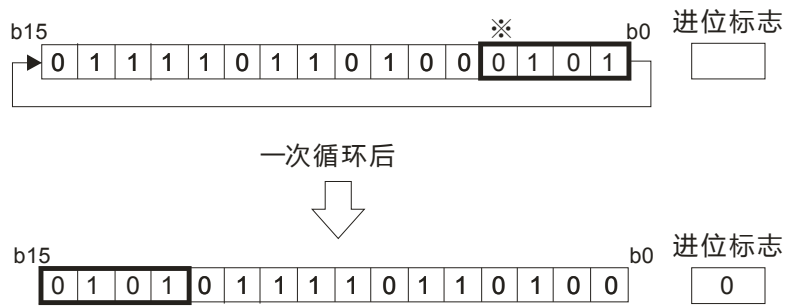 b15 ※ b0 进位标志
0 1 1 1 1 0 1 1 0 1 0 0 0 1 0 1
一次循环后
b15 b0 进位标志
0 1 0 1 0 1 1 1 1 0 1 1 0 1 0 0 0